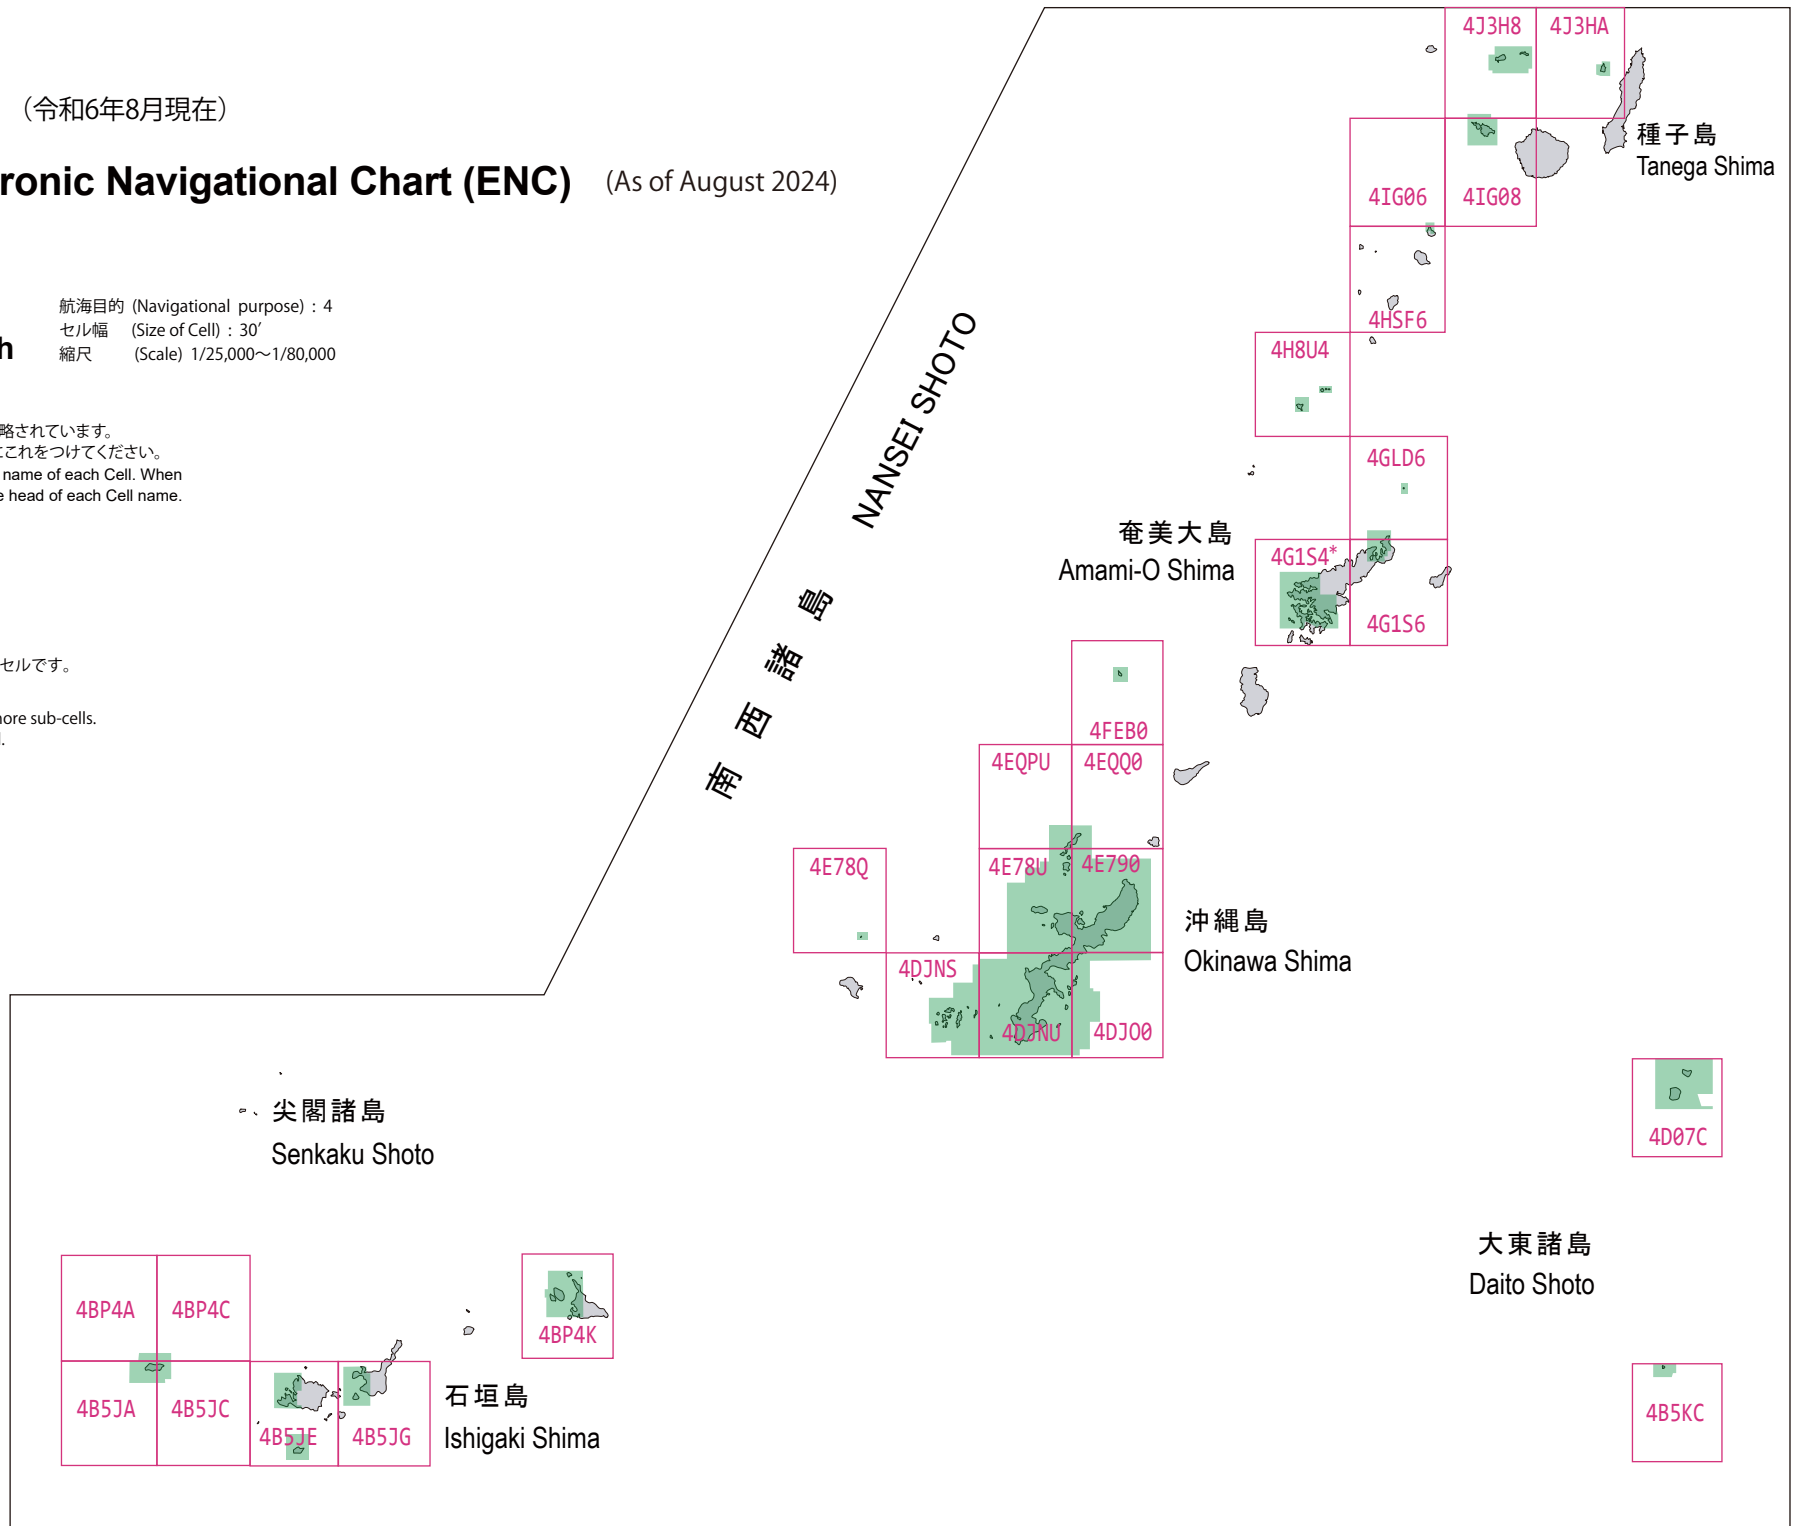 （令和6年8月現在）
ronic Navigational Chart (ENC) (As of August 2024)
航海目的 (Navigational purpose) : 4
セル幅 (Size of Cell) : 30′
h
縮尺 (Scale) 1/25,000～1/80,000
略されています。
これをつけてください。
name of each Cell. When
e head of each Cell name.
セルです。
nore sub-cells.
南西諸島 NANSEI SHOTO
4J3H8
4J3HA
種子島
Tanega Shima
4IG06
4IG08
4HSF6
4H8U4
4GLD6
奄美大島
Amami-O Shima
4G1S4*
4G1S6
4FEB0
4EQPU
4EQQ0
4E78Q
4E78U
4E790
沖縄島
Okinawa Shima
4DJNS
4DJNU
4DJO0
尖閣諸島
Senkaku Shoto
4D07C
大東諸島
Daito Shoto
4BP4A
4BP4C
4BP4K
4B5JA
4B5JC
4B5JE
4B5JG
石垣島
Ishigaki Shima
4B5KC